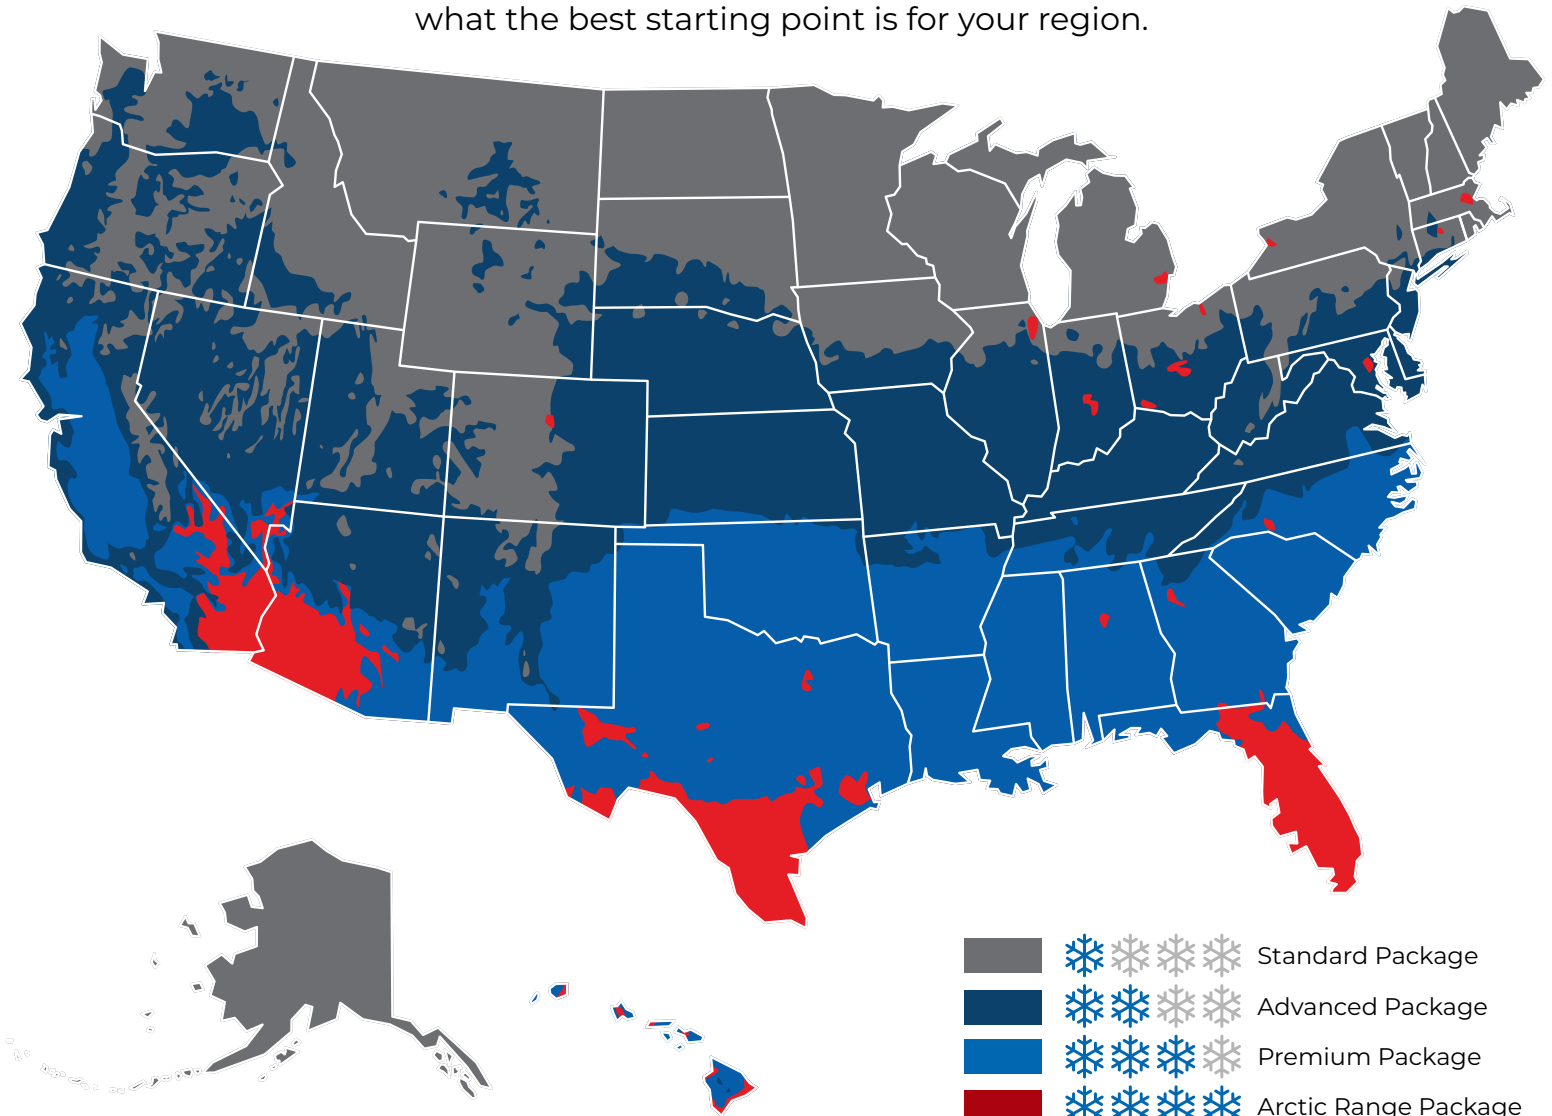 what the best starting point is for your region.
Standard Package
Advanced Package
Premium Package
Arctic Range Package